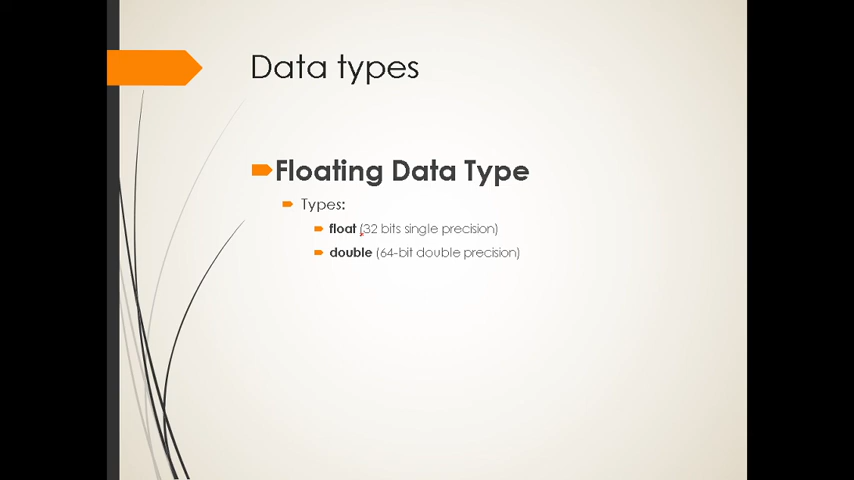 Data types
Floating Data Type
Types:
float (32 bits single precision)
double (64-bit double precision)